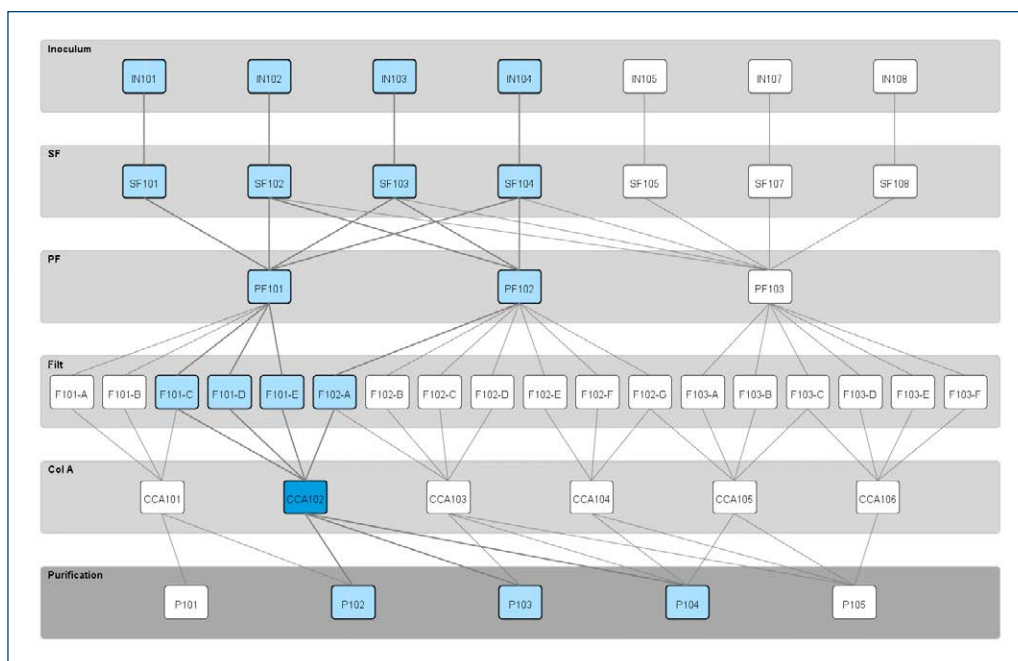 Inoculum
IN101 IN102 IN103 IN104 IN105 IN107 IN108
SF
SF101 SF102 SF103 SF104 SF105 SF107 SF108
PF
PF101 PF102 PF103
Filt
F101-A F101-B F101-C F101-D F101-E F102-A F102-B F102-C F102-D F102-E F102-F F102-G F103-A F103-B F103-C F103-D F103-E F103-F
Col A
CCA101 CCA102 CCA103 CCA104 CCA105 CCA106
Purification
P101 P102 P103 P104 P105